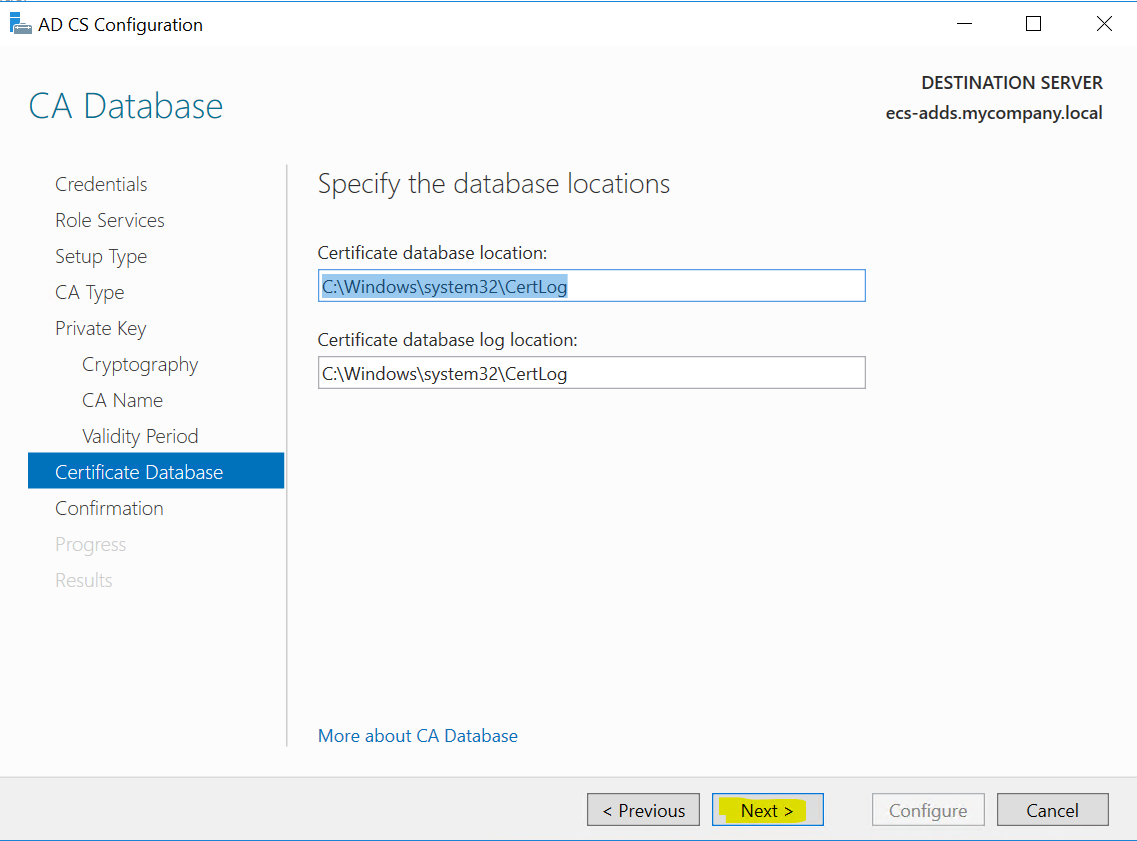 AD CS Configuration
CA Database
DESTINATION SERVER
ecs-adds.mycompany.local
Credentials
Role Services
Setup Type
CA Type
Private Key
Cryptography
CA Name
Validity Period
Certificate Database
Confirmation
Progress
Results
Specify the database locations
Certificate database location:
C:\Windows\system32\CertLog
Certificate database log location:
C:\Windows\system32\CertLog
More about CA Database
< Previous
Next >
Configure
Cancel